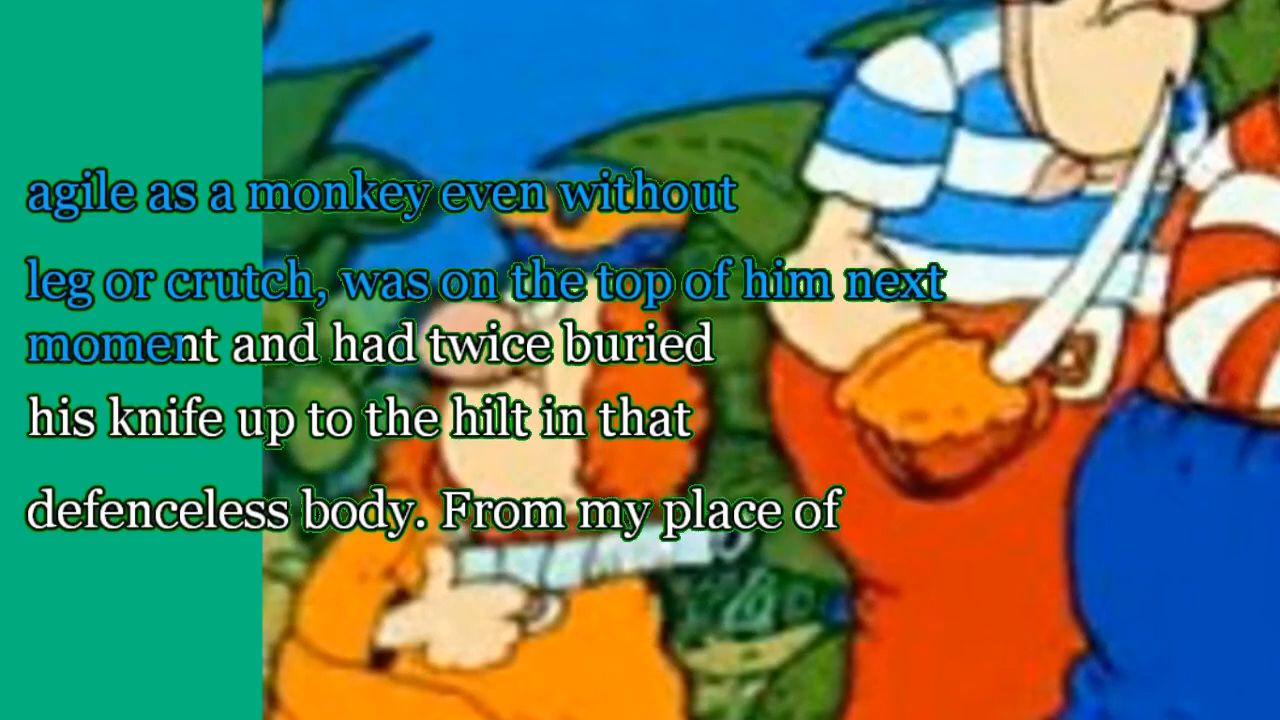 agile as a monkey even without
leg or crutch, was on the top of him next
moment and had twice buried
his knife up to the hilt in that
defenceless body. From my place of